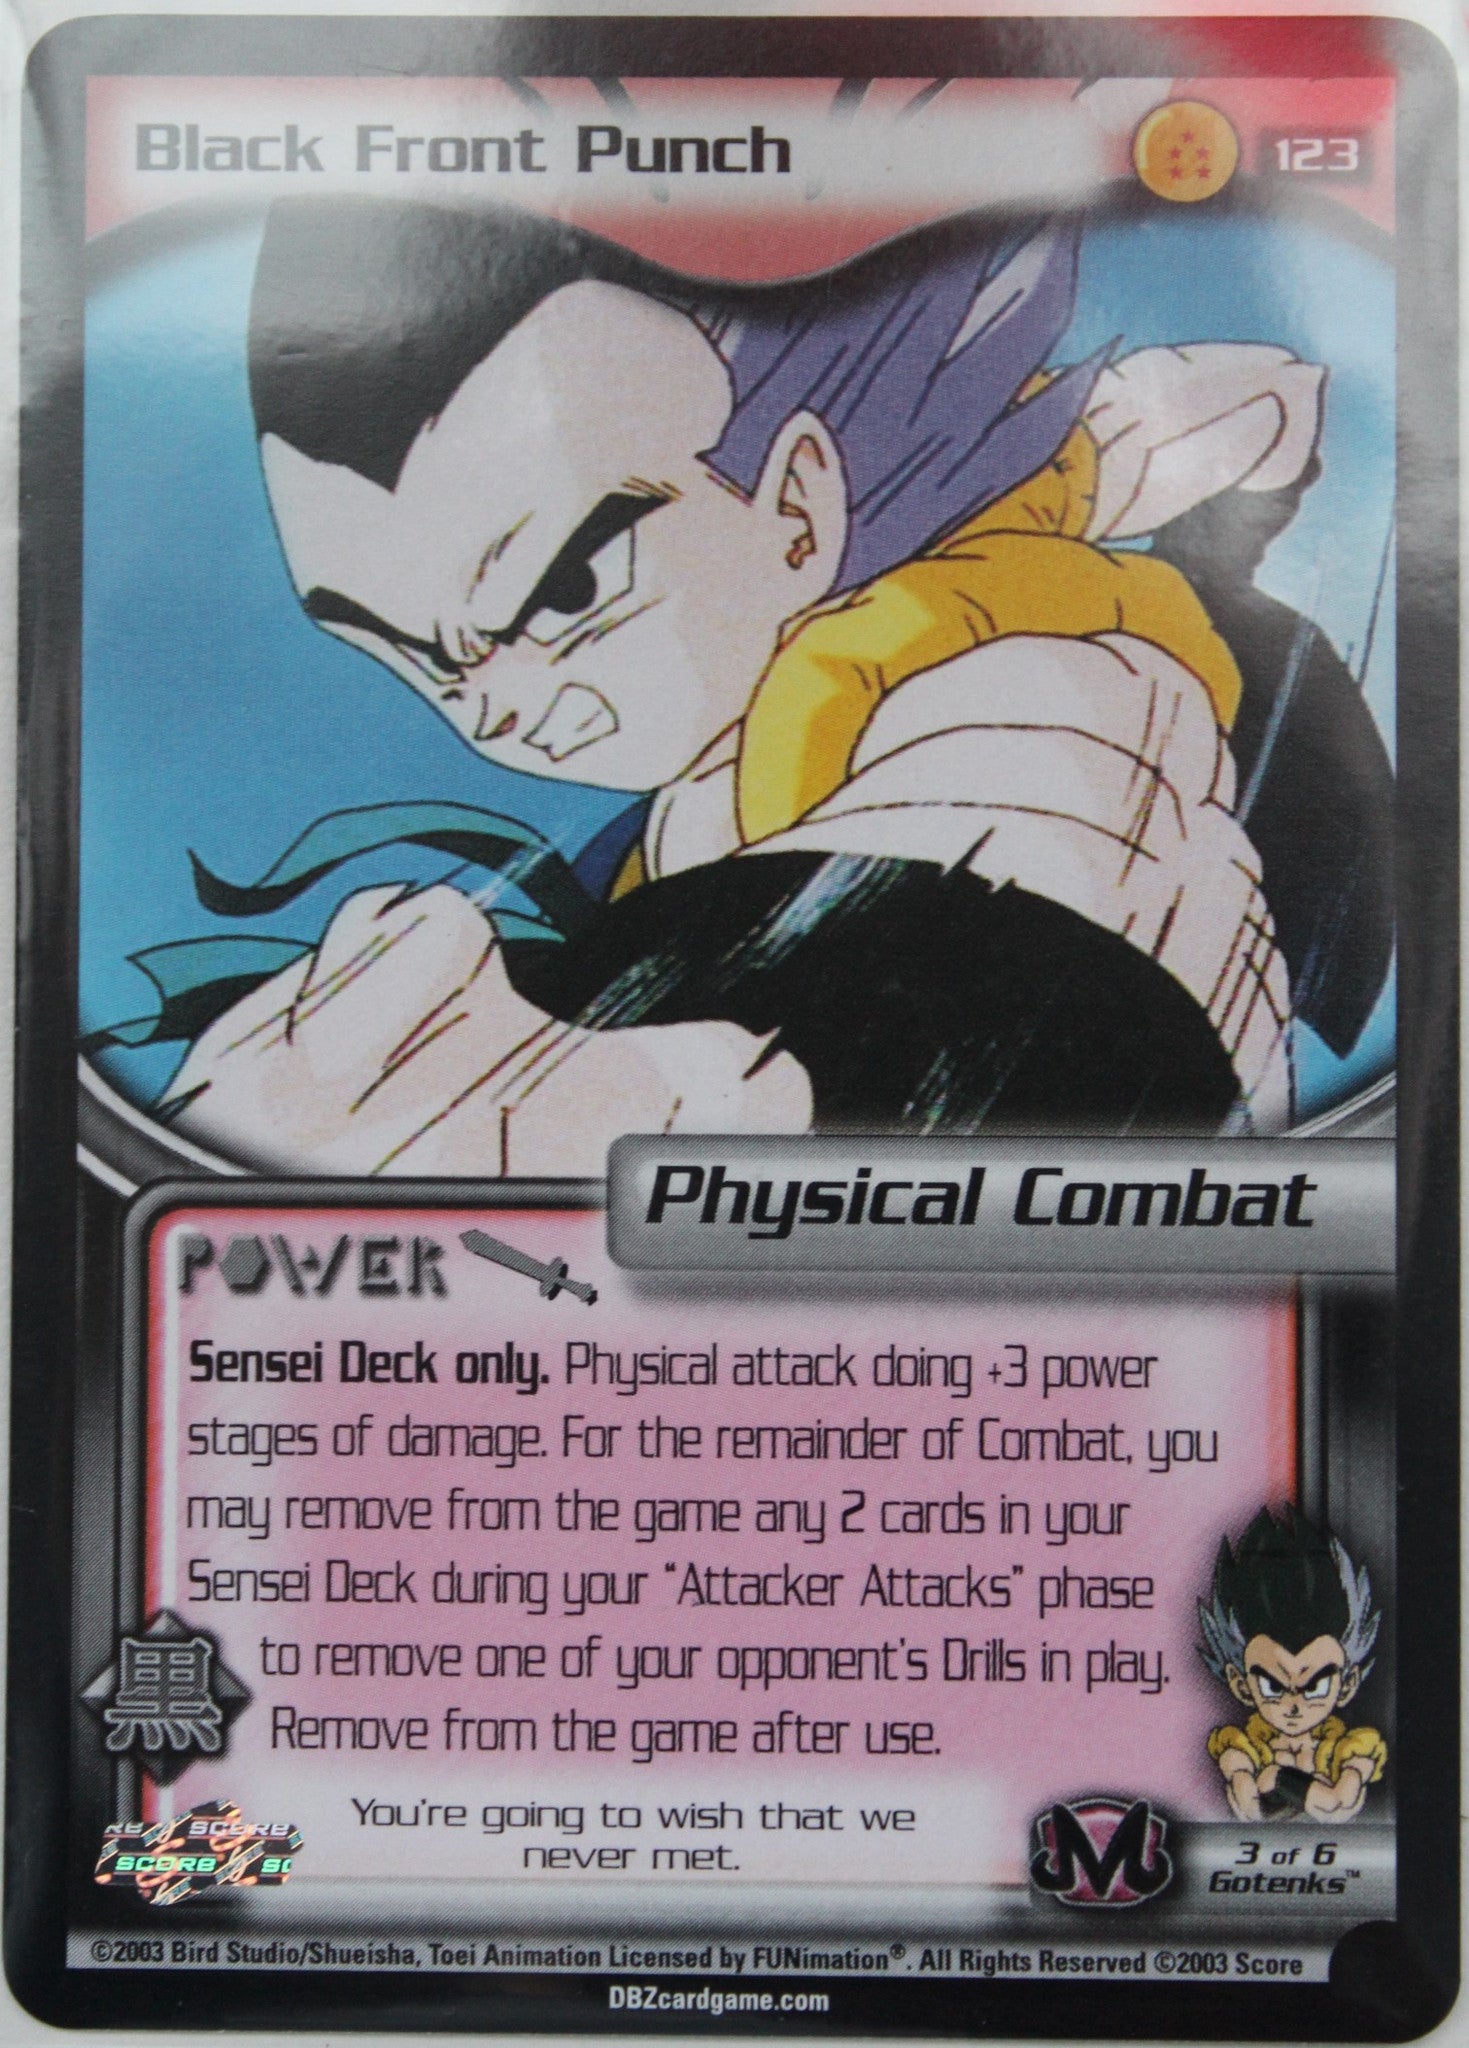 Black Front Punch
123
Physical Combat
POWER
Sensei Deck only. Physical attack doing +3 power
stages of damage. For the remainder of Combat, you
may remove from the game any 2 cards in your
Sensei Deck during your "Attacker Attacks" phase
to remove one of your opponent's Drills in play.
Remove from the game after use.
黒
You're going to wish that we
never met.
SCORE
SCORE
M
3 of 6
Gotenks™
©2003 Bird Studio/Shueisha, Toei Animation Licensed by FUNimation®. All Rights Reserved ©2003 Score
DBZcardgame.com